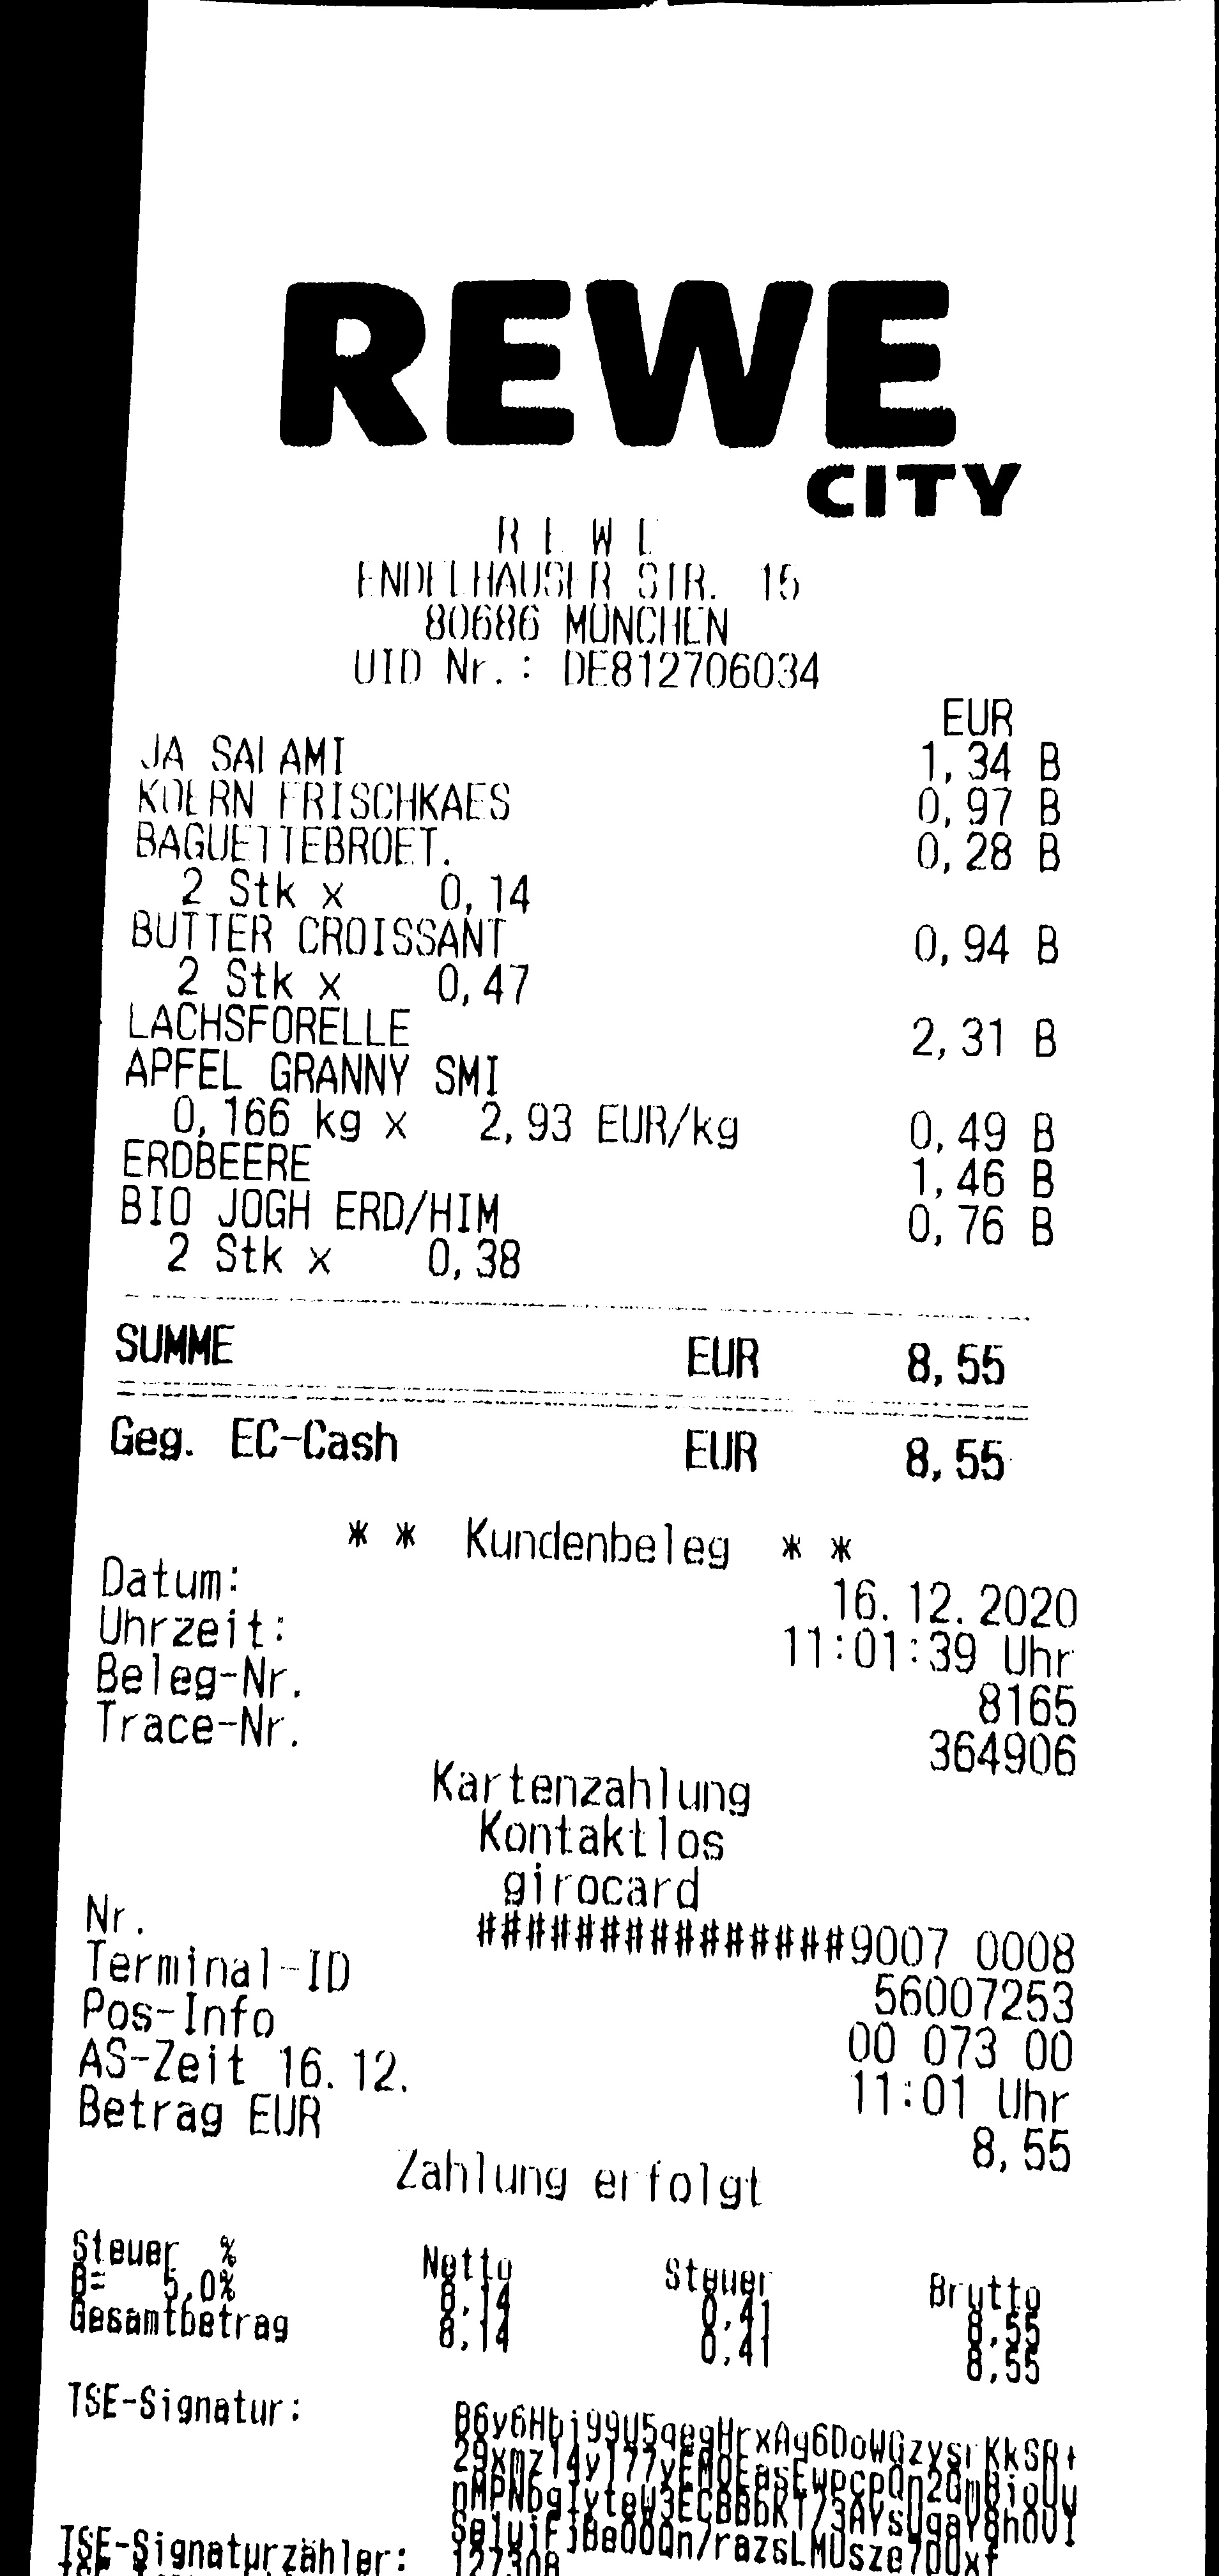 REWE
CITY
R E W E
ENDELHAUSER STR. 15
80686 MÜNCHEN
UID Nr.: DE812706034
EUR
JA SALAMI 1,34 B
KOERN FRISCHKAES 0,97 B
BAGUETTEBROET. 0,28 B
2 Stk x 0,14
BUTTER CROISSANT 0,94 B
2 Stk x 0,47
LACHSFORELLE 2,31 B
APFEL GRANNY SMI
0,166 kg x 2,93 EUR/kg 0,49 B
ERDBEERE 1,46 B
BIO JOGH ERD/HIM 0,76 B
2 Stk x 0,38
SUMME EUR 8,55
Geg. EC-Cash EUR 8,55
* * Kundenbeleg * *
Datum: 16.12.2020
Uhrzeit: 11:01:39 Uhr
Beleg-Nr. 8165
Trace-Nr. 364906
Kartenzahlung
Kontaktlos
girocard
Nr. ###############9007 0008
Terminal-ID 56007253
Pos-Info 00 073 00
AS-Zeit 16.12. 11:01 Uhr
Betrag EUR 8,55
Zahlung erfolgt
Steuer % Netto Steuer Brutto
B= 5,0% 8,14 0,41 8,55
Gesamtbetrag 8,14 0,41 8,55
TSE-Signatur:
TSE-Signaturzähler: 127308